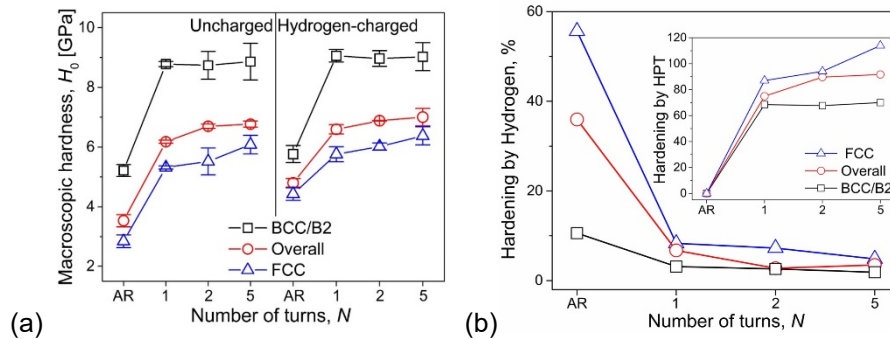 (a)
Uncharged
Hydrogen-charged
Macroscopic hardness, H0 [GPa]
10
8
6
4
2
BCC/B2
Overall
FCC
AR 1 2 5 AR 1 2 5
Number of turns, N
(b)
Hardening by Hydrogen, %
60
40
20
0
AR 1 2 5
Number of turns, N
Hardening by HPT
120
100
80
60
40
20
0
FCC
Overall
BCC/B2
AR 1 2 5